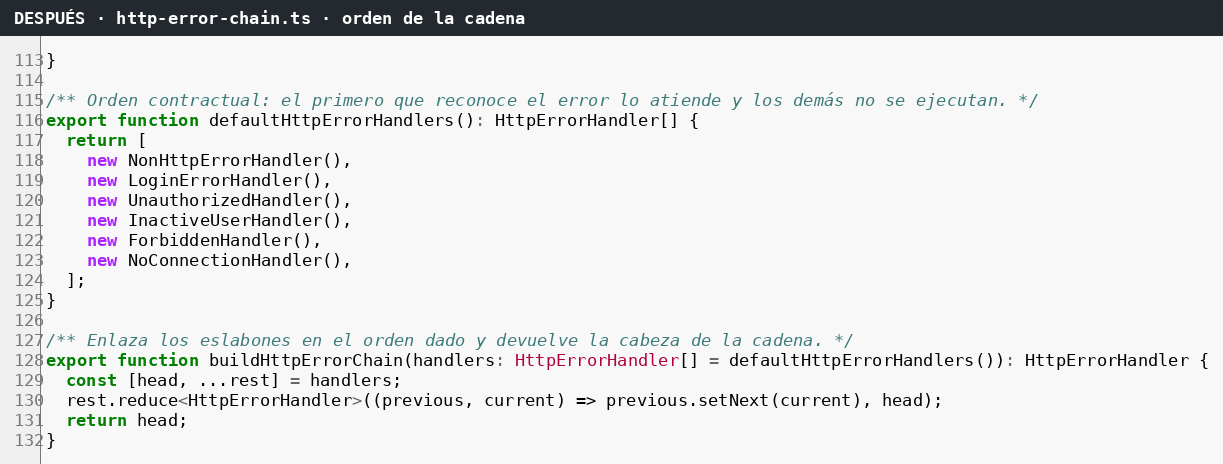 DESPUÉS · http-error-chain.ts · orden de la cadena
113 }
114
115 /** Orden contractual: el primero que reconoce el error lo atiende y los demás no se ejecutan. */
116 export function defaultHttpErrorHandlers(): HttpErrorHandler[] {
117   return [
118     new NonHttpErrorHandler(),
119     new LoginErrorHandler(),
120     new UnauthorizedHandler(),
121     new InactiveUserHandler(),
122     new ForbiddenHandler(),
123     new NoConnectionHandler(),
124   ];
125 }
126
127 /** Enlaza los eslabones en el orden dado y devuelve la cabeza de la cadena. */
128 export function buildHttpErrorChain(handlers: HttpErrorHandler[] = defaultHttpErrorHandlers()): HttpErrorHandler {
129   const [head, ...rest] = handlers;
130   rest.reduce<HttpErrorHandler>((previous, current) => previous.setNext(current), head);
131   return head;
132 }